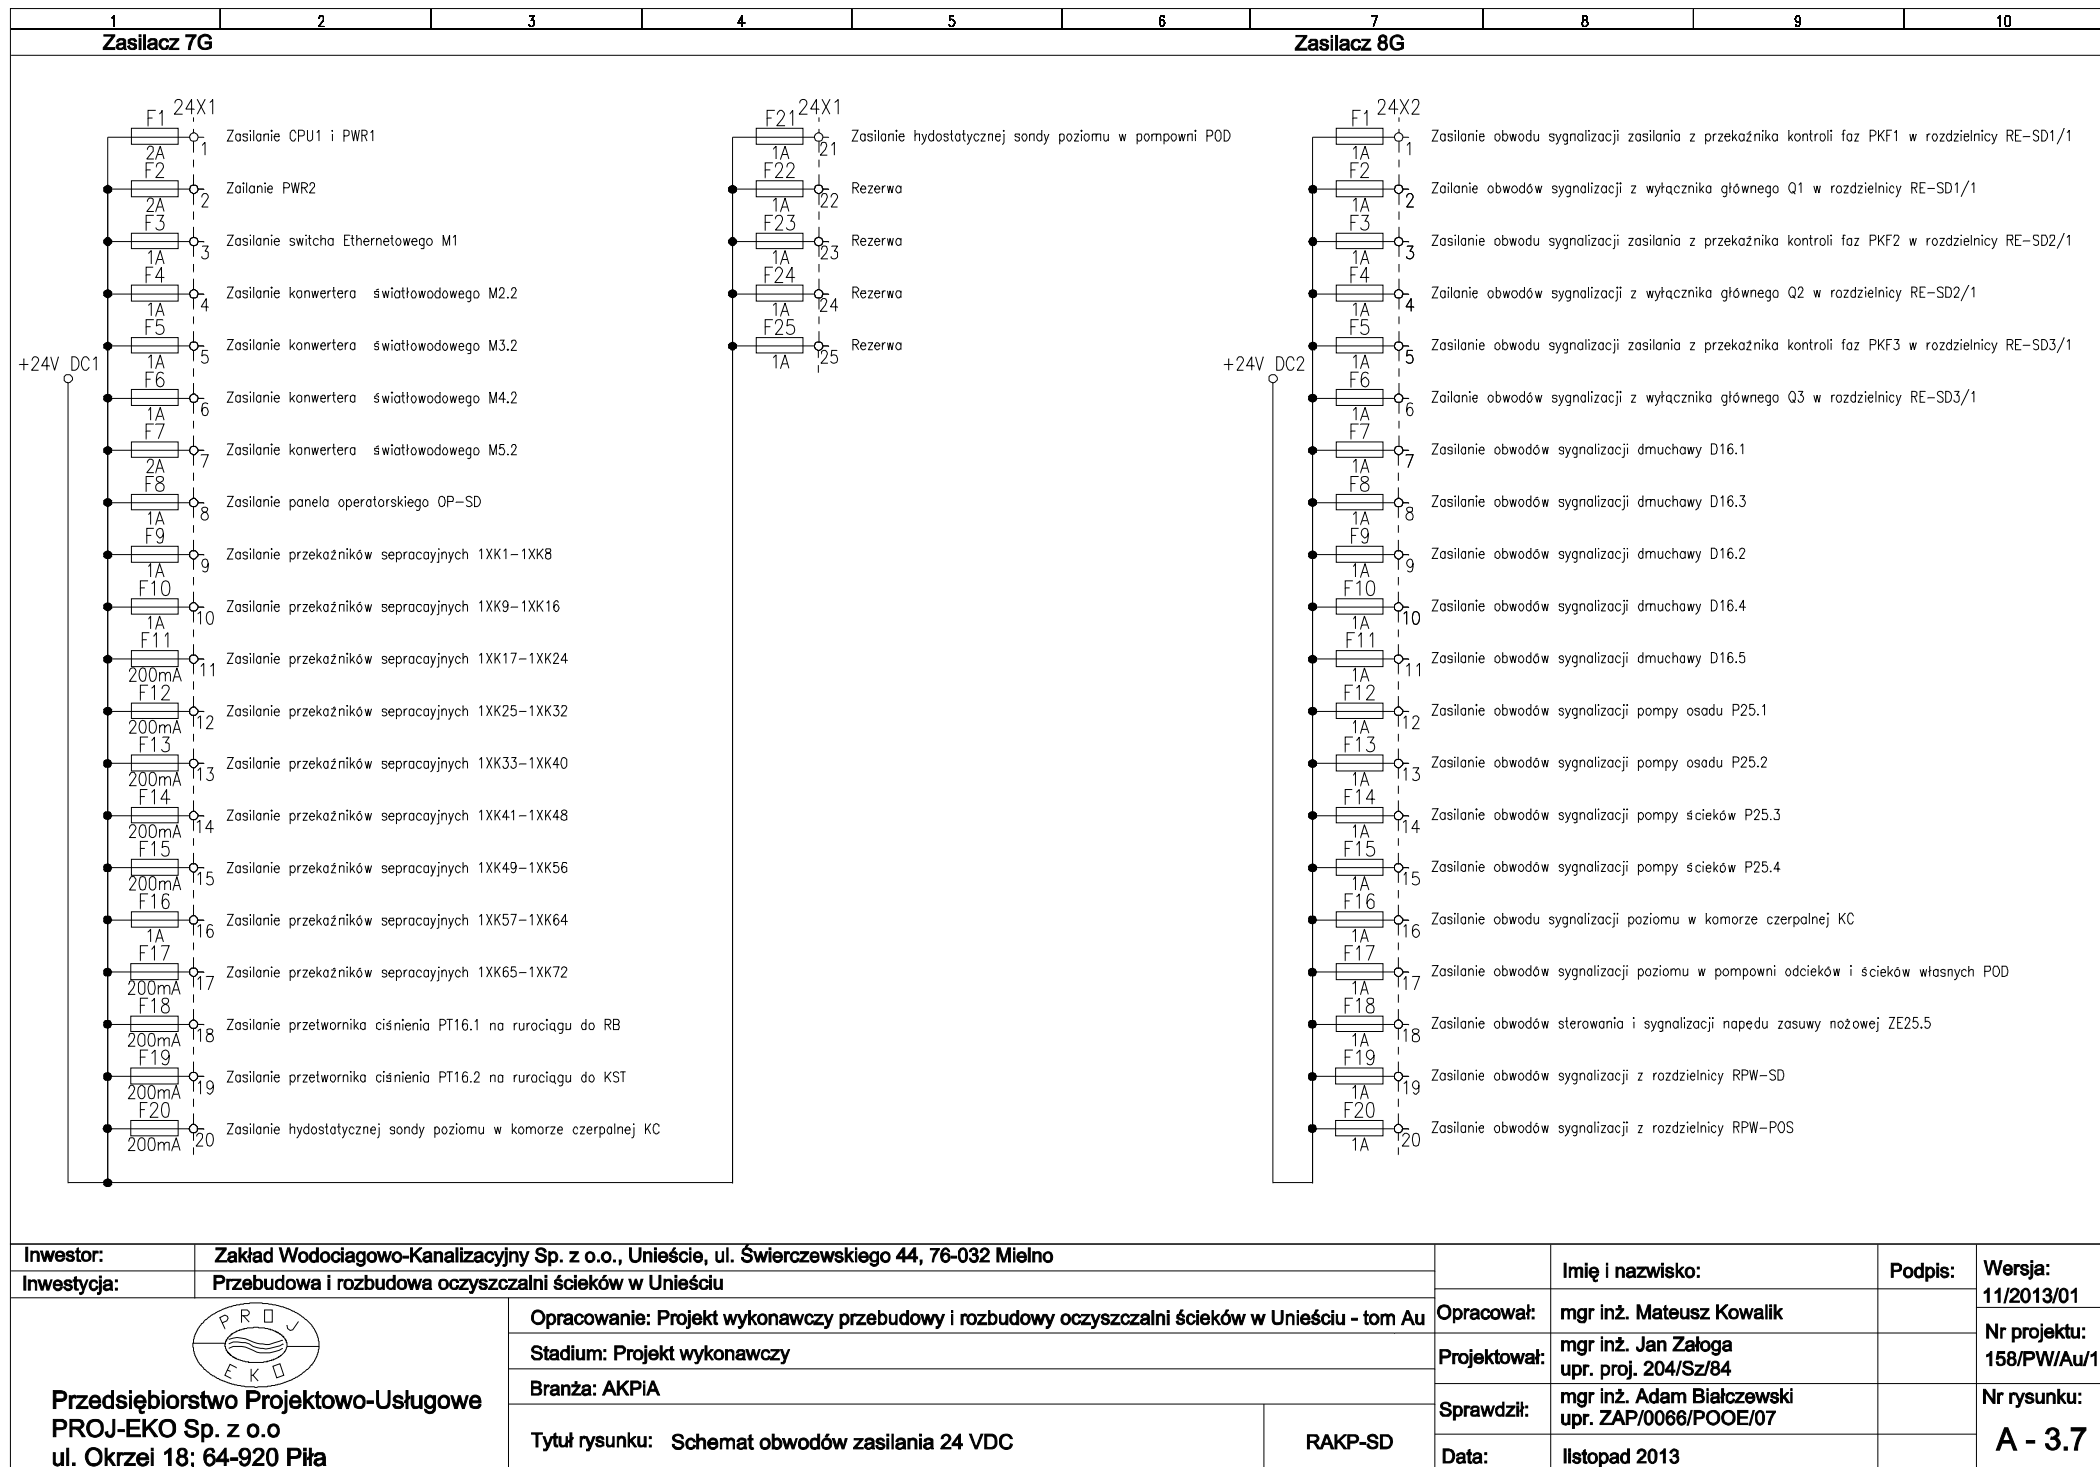 1 2 3 4 5 6 7 8 9 10
Zasilacz 7G
Zasilacz 8G
24X1
F1 2A 1 Zasilanie CPU1 i PWR1
F2 2A 2 Zailanie PWR2
F3 1A 3 Zasilanie switcha Ethernetowego M1
F4 1A 4 Zasilanie konwertera światłowodowego M2.2
F5 1A 5 Zasilanie konwertera światłowodowego M3.2
+24V DC1
F6 1A 6 Zasilanie konwertera światłowodowego M4.2
F7 2A 7 Zasilanie konwertera światłowodowego M5.2
F8 1A 8 Zasilanie panela operatorskiego OP-SD
F9 1A 9 Zasilanie przekaźników sepracayjnych 1XK1-1XK8
F10 1A 10 Zasilanie przekaźników sepracayjnych 1XK9-1XK16
F11 200mA 11 Zasilanie przekaźników sepracayjnych 1XK17-1XK24
F12 200mA 12 Zasilanie przekaźników sepracayjnych 1XK25-1XK32
F13 200mA 13 Zasilanie przekaźników sepracayjnych 1XK33-1XK40
F14 200mA 14 Zasilanie przekaźników sepracayjnych 1XK41-1XK48
F15 200mA 15 Zasilanie przekaźników sepracayjnych 1XK49-1XK56
F16 1A 16 Zasilanie przekaźników sepracayjnych 1XK57-1XK64
F17 200mA 17 Zasilanie przekaźników sepracayjnych 1XK65-1XK72
F18 200mA 18 Zasilanie przetwornika ciśnienia PT16.1 na rurociągu do RB
F19 200mA 19 Zasilanie przetwornika ciśnienia PT16.2 na rurociągu do KST
F20 200mA 20 Zasilanie hydostatycznej sondy poziomu w komorze czerpalnej KC
24X1
F21 1A 21 Zasilanie hydostatycznej sondy poziomu w pompowni POD
F22 1A 22 Rezerwa
F23 1A 23 Rezerwa
F24 1A 24 Rezerwa
F25 1A 25 Rezerwa
24X2
F1 1A 1 Zasilanie obwodu sygnalizacji zasilania z przekaźnika kontroli faz PKF1 w rozdzielnicy RE-SD1/1
F2 1A 2 Zailanie obwodów sygnalizacji z wyłącznika głównego Q1 w rozdzielnicy RE-SD1/1
F3 1A 3 Zasilanie obwodu sygnalizacji zasilania z przekaźnika kontroli faz PKF2 w rozdzielnicy RE-SD2/1
F4 1A 4 Zailanie obwodów sygnalizacji z wyłącznika głównego Q2 w rozdzielnicy RE-SD2/1
F5 1A 5 Zasilanie obwodu sygnalizacji zasilania z przekaźnika kontroli faz PKF3 w rozdzielnicy RE-SD3/1
+24V DC2
F6 1A 6 Zailanie obwodów sygnalizacji z wyłącznika głównego Q3 w rozdzielnicy RE-SD3/1
F7 1A 7 Zasilanie obwodów sygnalizacji dmuchawy D16.1
F8 1A 8 Zasilanie obwodów sygnalizacji dmuchawy D16.3
F9 1A 9 Zasilanie obwodów sygnalizacji dmuchawy D16.2
F10 1A 10 Zasilanie obwodów sygnalizacji dmuchawy D16.4
F11 1A 11 Zasilanie obwodów sygnalizacji dmuchawy D16.5
F12 1A 12 Zasilanie obwodów sygnalizacji pompy osadu P25.1
F13 1A 13 Zasilanie obwodów sygnalizacji pompy osadu P25.2
F14 1A 14 Zasilanie obwodów sygnalizacji pompy ścieków P25.3
F15 1A 15 Zasilanie obwodów sygnalizacji pompy ścieków P25.4
F16 1A 16 Zasilanie obwodu sygnalizacji poziomu w komorze czerpalnej KC
F17 1A 17 Zasilanie obwodów sygnalizacji poziomu w pompowni odcieków i ścieków własnych POD
F18 1A 18 Zasilanie obwodów sterowania i sygnalizacji napędu zasuwy nożowej ZE25.5
F19 1A 19 Zasilanie obwodów sygnalizacji z rozdzielnicy RPW-SD
F20 1A 20 Zasilanie obwodów sygnalizacji z rozdzielnicy RPW-POS
Inwestor: Zakład Wodociagowo-Kanalizacyjny Sp. z o.o., Unieście, ul. Świerczewskiego 44, 76-032 Mielno
Inwestycja: Przebudowa i rozbudowa oczyszczalni ścieków w Unieściu
PROJ
EKO
Przedsiębiorstwo Projektowo-Usługowe
PROJ-EKO Sp. z o.o
ul. Okrzei 18; 64-920 Piła
Opracowanie: Projekt wykonawczy przebudowy i rozbudowy oczyszczalni ścieków w Unieściu - tom Au
Stadium: Projekt wykonawczy
Branża: AKPiA
Tytuł rysunku: Schemat obwodów zasilania 24 VDC
RAKP-SD
Imię i nazwisko: Podpis:
Opracował: mgr inż. Mateusz Kowalik
Projektował: mgr inż. Jan Załoga
upr. proj. 204/Sz/84
Sprawdził: mgr inż. Adam Białczewski
upr. ZAP/0066/POOE/07
Data: listopad 2013
Wersja:
11/2013/01
Nr projektu:
158/PW/Au/1
Nr rysunku:
A - 3.7